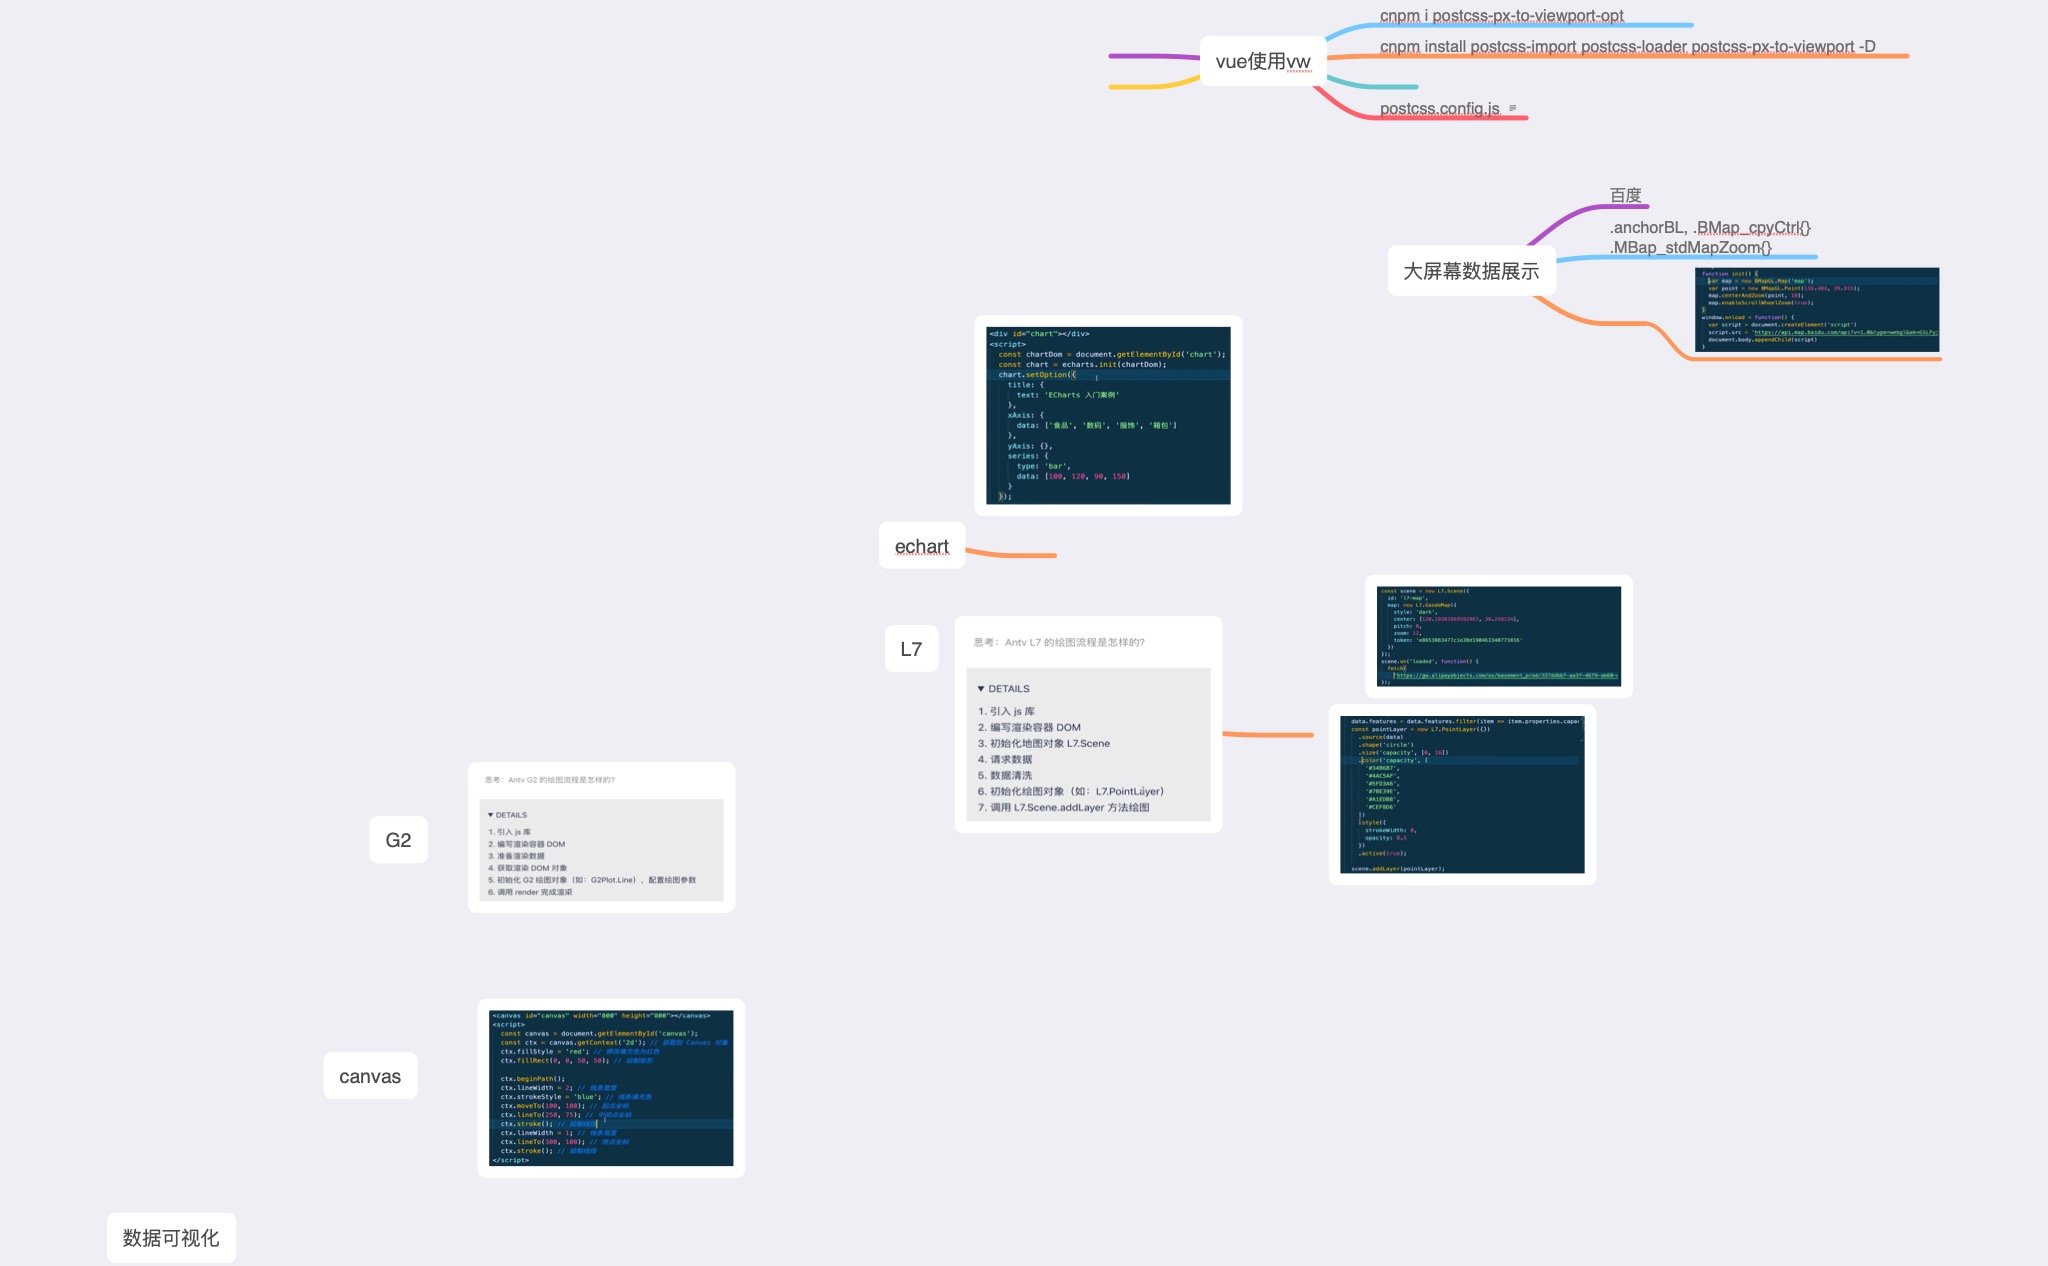 cnpm i postcss-px-to-viewport-opt
cnpm install postcss-import postcss-loader postcss-px-to-viewport -D
vue使用vw
postcss.config.js
百度
.anchorBL, .BMap_cpyCtrl{}
.MBap_stdMapZoom{}
大屏幕数据展示
function init() {
var map = new BMapGL.Map('map');
var point = new BMapGL.Point(116.404, 39.915);
map.centerAndZoom(point, 10);
map.enableScrollWheelZoom(true);
}
window.onload = function() {
var script = document.createElement('script')
script.src = 'https://api.map.baidu.com/api?v=1.0&type=webgl&ak=
document.body.appendChild(script)
}
<div id="chart"></div>
<script>
const chartDom = document.getElementById('chart');
const chart = echarts.init(chartDom);
chart.setOption({
title: {
text: 'ECharts 入门案例'
},
xAxis: {
data: ['食品', '数码', '服饰', '箱包']
},
yAxis: {},
series: {
type: 'bar',
data: [100, 120, 90, 150]
}
});
echart
L7
思考：Antv L7 的绘图流程是怎样的?
▼ DETAILS
1. 引入 js 库
2. 编写渲染容器 DOM
3. 初始化地图对象 L7.Scene
4. 请求数据
5. 数据清洗
6. 初始化绘图对象（如：L7.PointLayer）
7. 调用 L7.Scene.addLayer 方法绘图
const scene = new L7.Scene({
id: 'l7-map',
map: new L7.GaodeMap({
style: 'dark',
center: [
pitch: 0,
zoom: 12,
token:
})
});
scene.on('loaded', function() {
fetch(
'https://gw.alipayobjects.com/os/basement_prod/
});
data.features = data.features.filter(item => item.properties.capa
const pointLayer = new L7.PointLayer({})
.source(data)
.shape('circle')
.size('capacity', [0, 16])
.color('capacity', [
'#34B6B7',
'#4AC5AF',
'#5FD3A6',
'#7BE39E',
'#A1EDB8',
'#CEF8D6'
])
.style({
strokeWidth: 0,
opacity: 0.5
})
.active(true);
scene.addLayer(pointLayer);
G2
思考：Antv G2 的绘图流程是怎样的?
▼ DETAILS
1. 引入 js 库
2. 编写渲染容器 DOM
3. 准备渲染数据
4. 获取渲染 DOM 对象
5. 初始化 G2 绘图对象（如：G2Plot.Line），配置绘图参数
6. 调用 render 完成渲染
canvas
<canvas id="canvas" width="800" height="800"></canvas>
<script>
const canvas = document.getElementById('canvas');
const ctx = canvas.getContext('2d'); // 获取到 Canvas 对象
ctx.fillStyle = 'red'; // 修改填充色为红色
ctx.fillRect(0, 0, 50, 50); // 绘制矩形
ctx.beginPath();
ctx.lineWidth = 2; // 线条宽度
ctx.strokeStyle = 'blue'; // 线条填充色
ctx.moveTo(100, 100); // 起点坐标
ctx.lineTo(250, 75); // 中间点坐标
ctx.stroke(); // 绘制线段
ctx.lineWidth = 1; // 线条宽度
ctx.lineTo(300, 100); // 终点坐标
ctx.stroke(); // 绘制线段
</script>
数据可视化